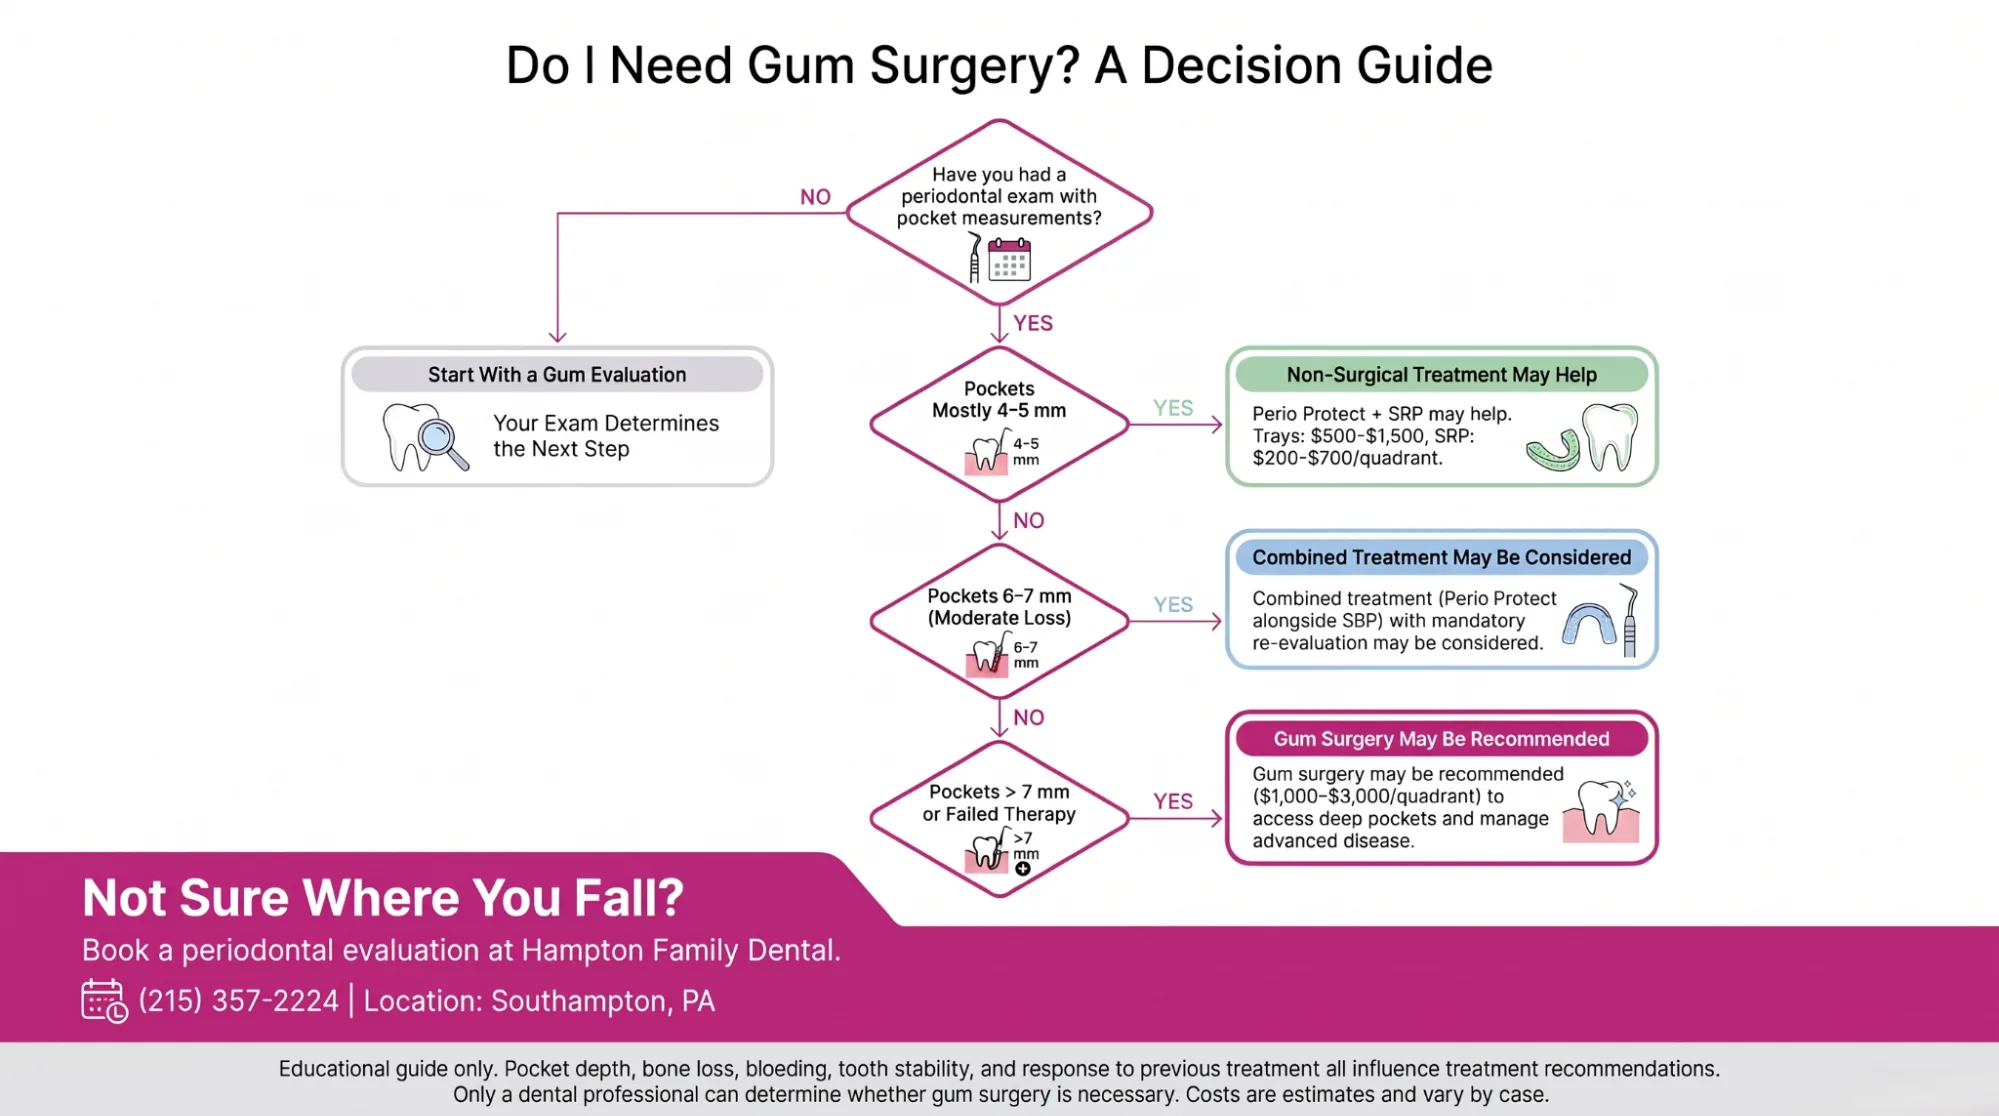 Do I Need Gum Surgery? A Decision Guide
Have you had a
periodontal exam with
pocket measurements?
NO
YES
Start With a Gum Evaluation
Your Exam Determines
the Next Step
Pockets
Mostly 4–5 mm
4–5
mm
YES
Non-Surgical Treatment May Help
Perio Protect + SRP may help.
Trays: $500-$1,500, SRP:
$200-$700/quadrant.
NO
Pockets 6–7 mm
(Moderate Loss)
6–7
mm
YES
Combined Treatment May Be Considered
Combined treatment (Perio Protect
alongside SBP) with mandatory
re-evaluation may be considered.
NO
Pockets > 7 mm
or Failed Therapy
>7
mm
YES
Gum Surgery May Be Recommended
Gum surgery may be recommended
($1,000–$3,000/quadrant) to
access deep pockets and manage
advanced disease.
Not Sure Where You Fall?
Book a periodontal evaluation at Hampton Family Dental.
(215) 357-2224 | Location: Southampton, PA
Educational guide only. Pocket depth, bone loss, bleeding, tooth stability, and response to previous treatment all influence treatment recommendations.
Only a dental professional can determine whether gum surgery is necessary. Costs are estimates and vary by case.